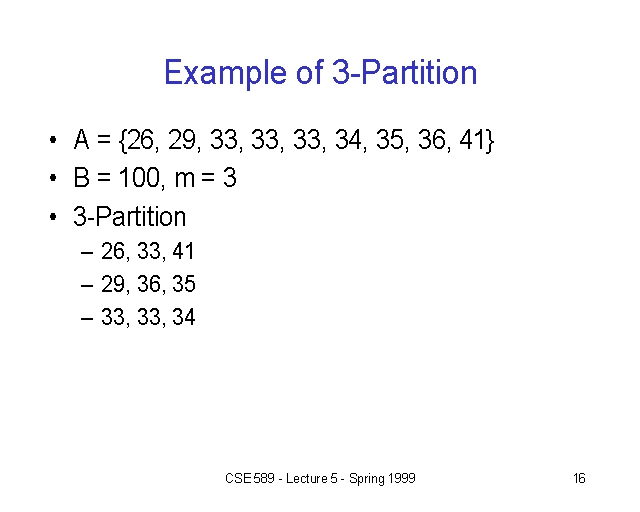 Example of 3-Partition
• A = {26, 29, 33, 33, 33, 34, 35, 36, 41}
• B = 100, m = 3
• 3-Partition
– 26, 33, 41
– 29, 36, 35
– 33, 33, 34
CSE 589 - Lecture 5 - Spring 1999
16